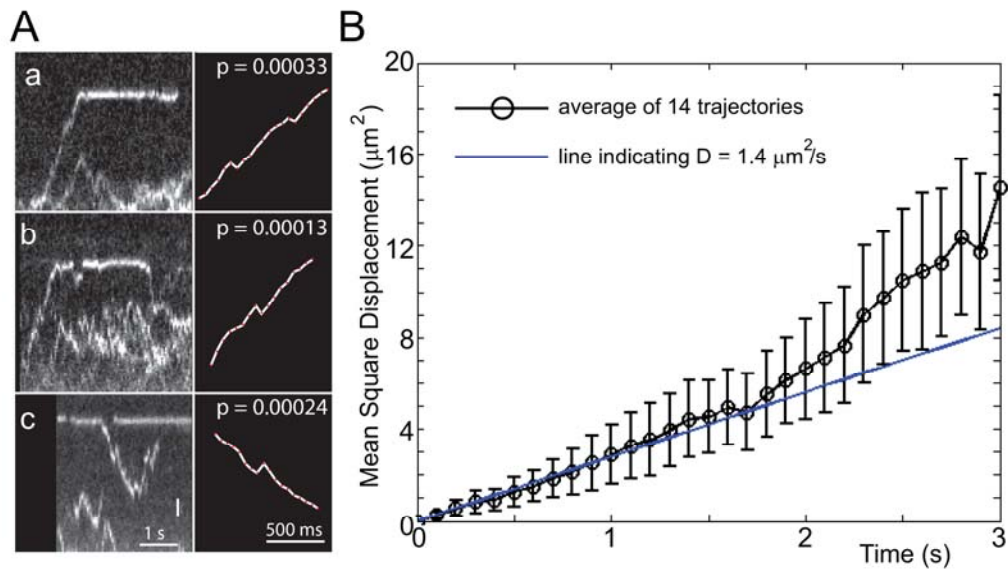 A
a
p = 0.00033
b
p = 0.00013
c
p = 0.00024
1 s
500 ms
B
Mean Square Displacement (μm²)
20
16
12
8
4
0
average of 14 trajectories
line indicating D = 1.4 μm²/s
0
1
2
3
Time (s)